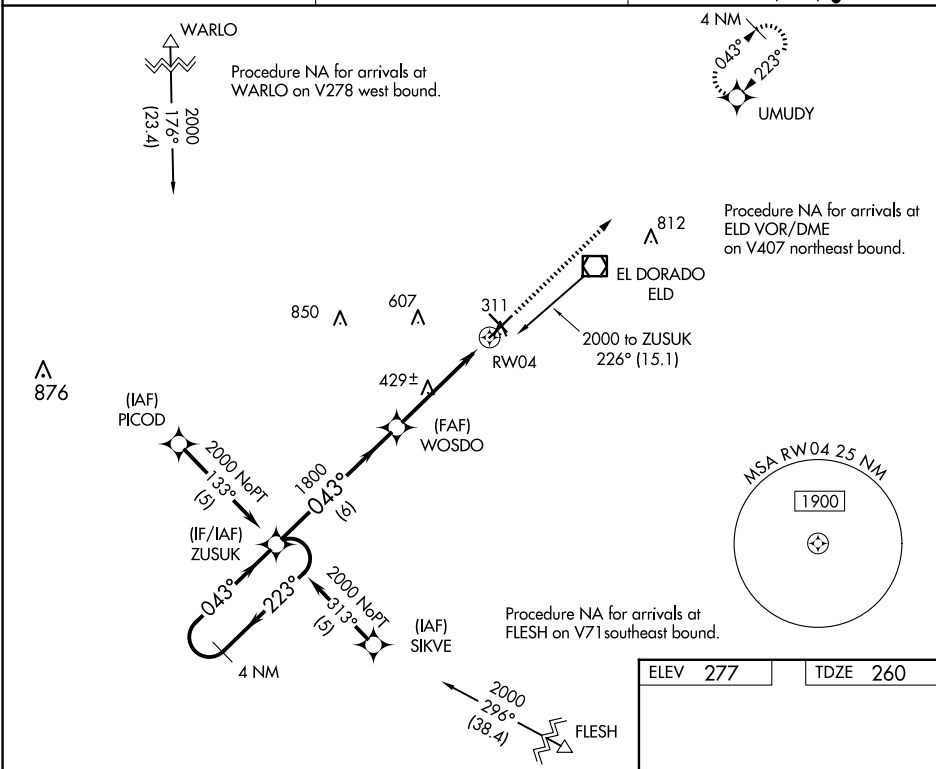 WARLO
Procedure NA for arrivals at
WARLO on V278 west bound.
2000
176°
(23.4)
4 NM
043°
223°
UMUDY
Procedure NA for arrivals at
ELD VOR/DME
on V407 northeast bound.
812
EL DORADO
ELD
850
607
311
2000 to ZUSUK
226° (15.1)
RW04
876
429±
(IAF)
PICOD
(FAF)
WOSDO
2000 NoPT
133°
(5)
1800
043°
(6)
MSA RW04 25 NM
1900
(IF/IAF)
ZUSUK
043°
223°
2000 NoPT
313°
(5)
(IAF)
SIKVE
4 NM
Procedure NA for arrivals at
FLESH on V71southeast bound.
2000
296°
(38.4)
FLESH
ELEV 277
TDZE 260